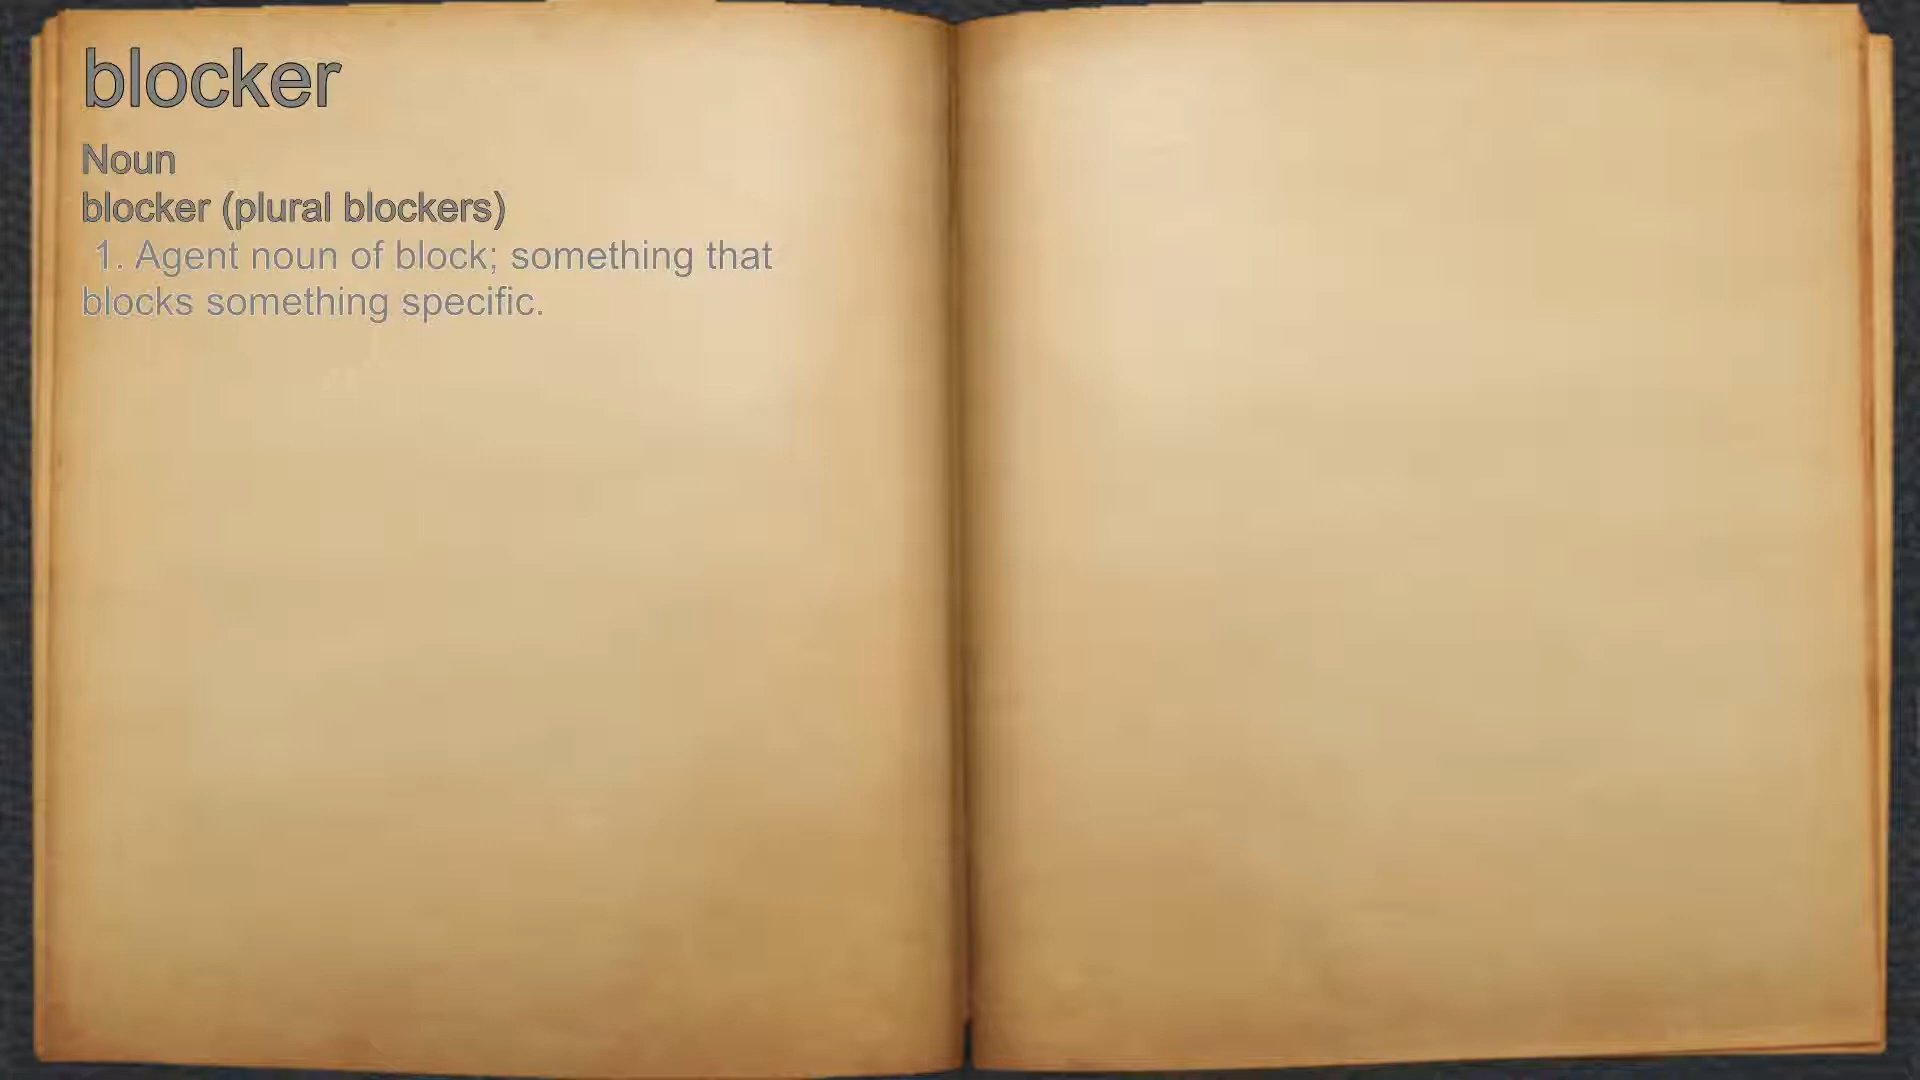 blocker
Noun
blocker (plural blockers)
1. Agent noun of block; something that
blocks something specific.